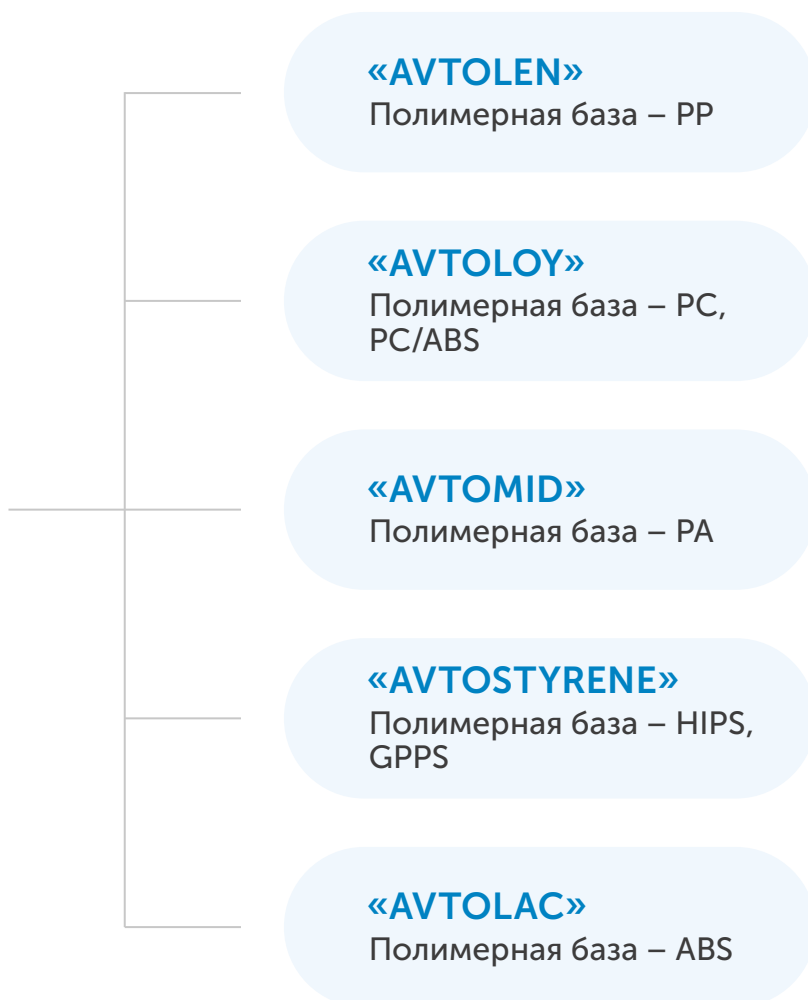 «AVTOLEN»
Полимерная база – PP
«AVTOLOY»
Полимерная база – PC,
PC/ABS
«AVTOMID»
Полимерная база – PA
«AVTOSTYRENE»
Полимерная база – HIPS,
GPPS
«AVTOLAC»
Полимерная база – ABS